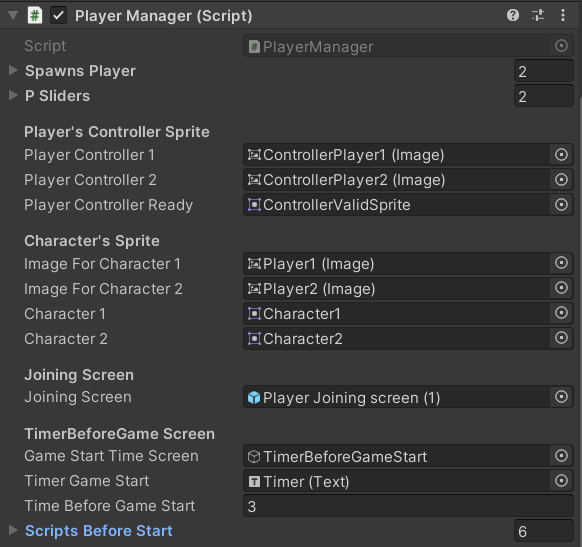 Player Manager (Script)
Script PlayerManager
Spawns Player 2
P Sliders 2
Player's Controller Sprite
Player Controller 1 ControllerPlayer1 (Image)
Player Controller 2 ControllerPlayer2 (Image)
Player Controller Ready ControllerValidSprite
Character's Sprite
Image For Character 1 Player1 (Image)
Image For Character 2 Player2 (Image)
Character 1 Character1
Character 2 Character2
Joining Screen
Joining Screen Player Joining screen (1)
TimerBeforeGame Screen
Game Start Time Screen TimerBeforeGameStart
Timer Game Start Timer (Text)
Time Before Game Start 3
Scripts Before Start 6